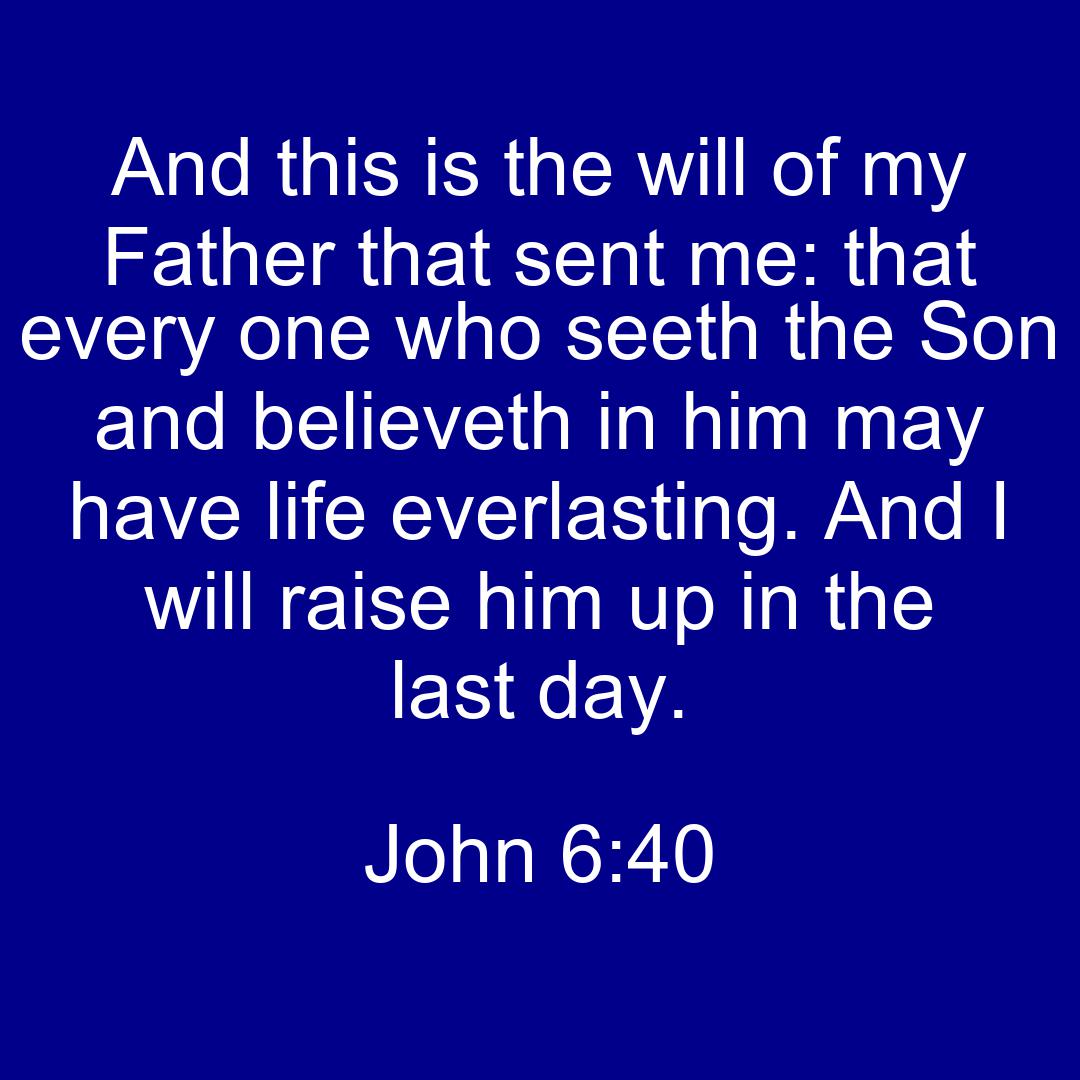 And this is the will of my
Father that sent me: that
every one who seeth the Son
and believeth in him may
have life everlasting. And I
will raise him up in the
last day.
John 6:40